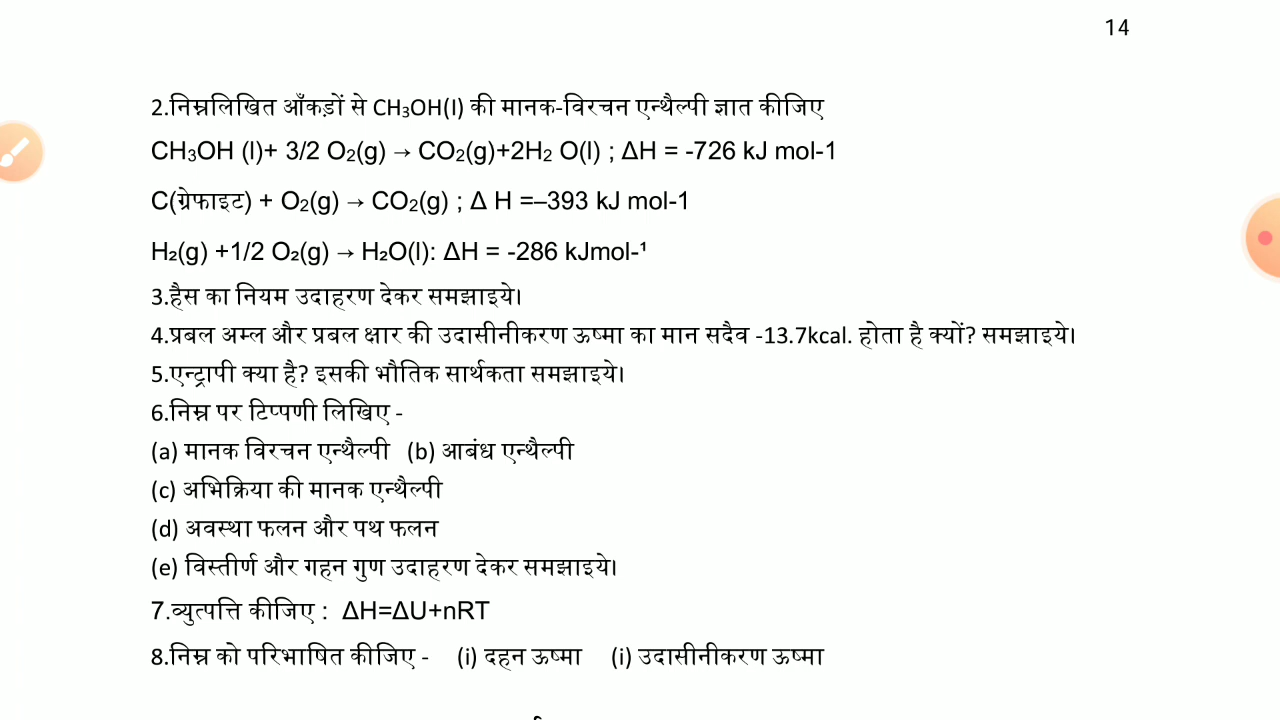 14
2.निम्नलिखित आँकड़ों से CH₃OH(l) की मानक-विरचन एन्थैल्पी ज्ञात कीजिए
CH₃OH (l)+ 3/2 O₂(g) → CO₂(g)+2H₂ O(l) ; ΔH = -726 kJ mol-1
C(ग्रेफाइट) + O₂(g) → CO₂(g) ; Δ H =–393 kJ mol-1
H₂(g) +1/2 O₂(g) → H₂O(l): ΔH = -286 kJmol-¹
3.हैस का नियम उदाहरण देकर समझाइये।
4.प्रबल अम्ल और प्रबल क्षार की उदासीनीकरण ऊष्मा का मान सदैव -13.7kcal. होता है क्यों? समझाइये।
5.एन्ट्रापी क्या है? इसकी भौतिक सार्थकता समझाइये।
6.निम्न पर टिप्पणी लिखिए -
(a) मानक विरचन एन्थैल्पी (b) आबंध एन्थैल्पी
(c) अभिक्रिया की मानक एन्थैल्पी
(d) अवस्था फलन और पथ फलन
(e) विस्तीर्ण और गहन गुण उदाहरण देकर समझाइये।
7.व्युत्पत्ति कीजिए : ΔH=ΔU+nRT
8.निम्न को परिभाषित कीजिए - (i) दहन ऊष्मा (i) उदासीनीकरण ऊष्मा